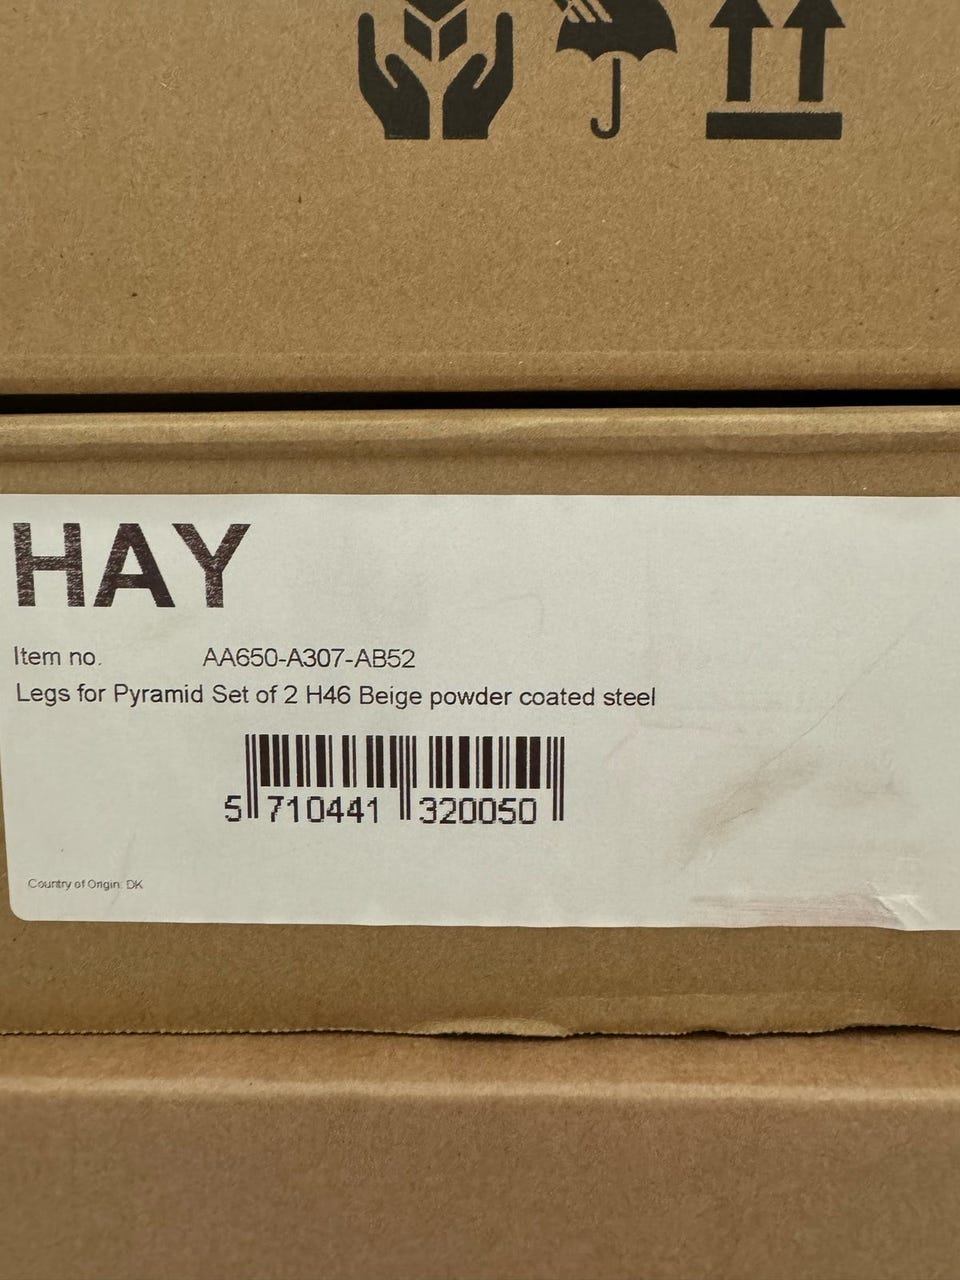 HAY
Item no. AA650-A307-AB52
Legs for Pyramid Set of 2 H46 Beige powder coated steel
5 710441 320050
Country of Origin: DK